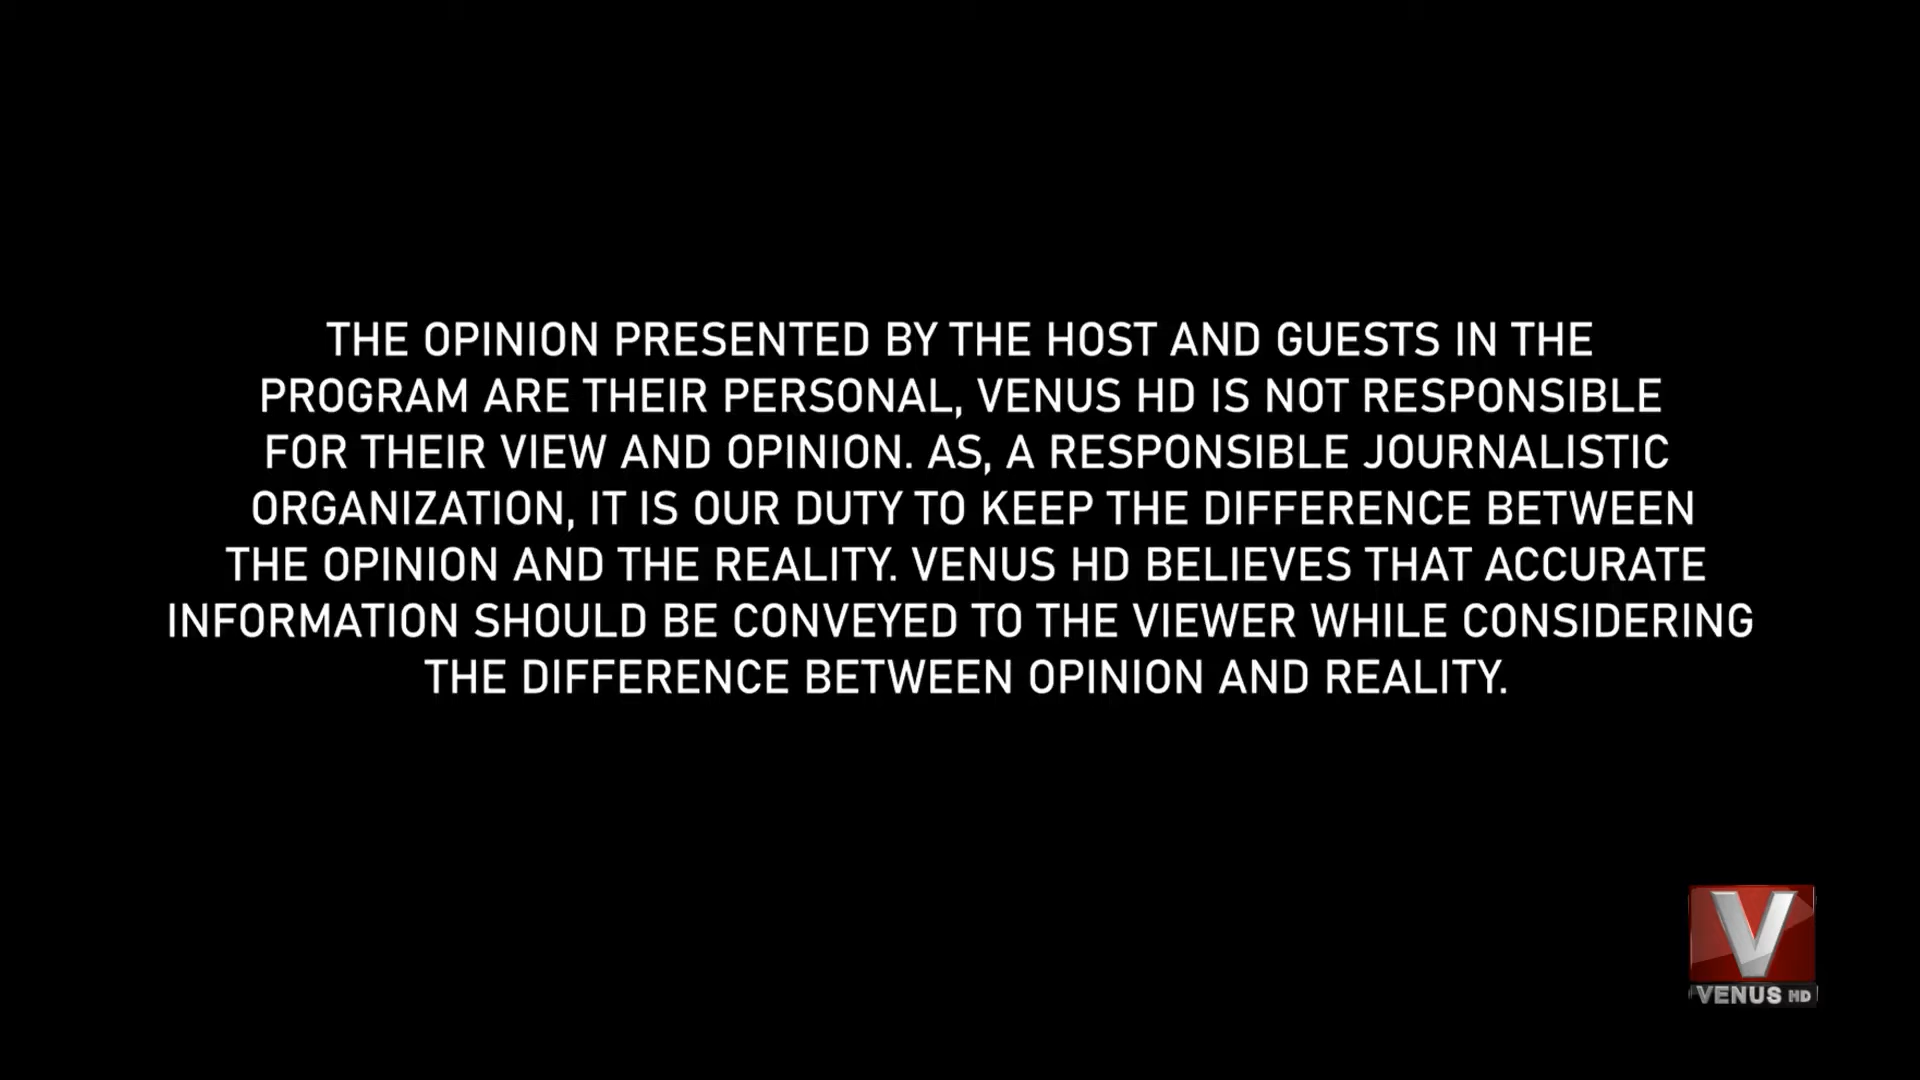 THE OPINION PRESENTED BY THE HOST AND GUESTS IN THE
PROGRAM ARE THEIR PERSONAL, VENUS HD IS NOT RESPONSIBLE
FOR THEIR VIEW AND OPINION. AS, A RESPONSIBLE JOURNALISTIC
ORGANIZATION, IT IS OUR DUTY TO KEEP THE DIFFERENCE BETWEEN
THE OPINION AND THE REALITY. VENUS HD BELIEVES THAT ACCURATE
INFORMATION SHOULD BE CONVEYED TO THE VIEWER WHILE CONSIDERING
THE DIFFERENCE BETWEEN OPINION AND REALITY.
V
VENUS HD